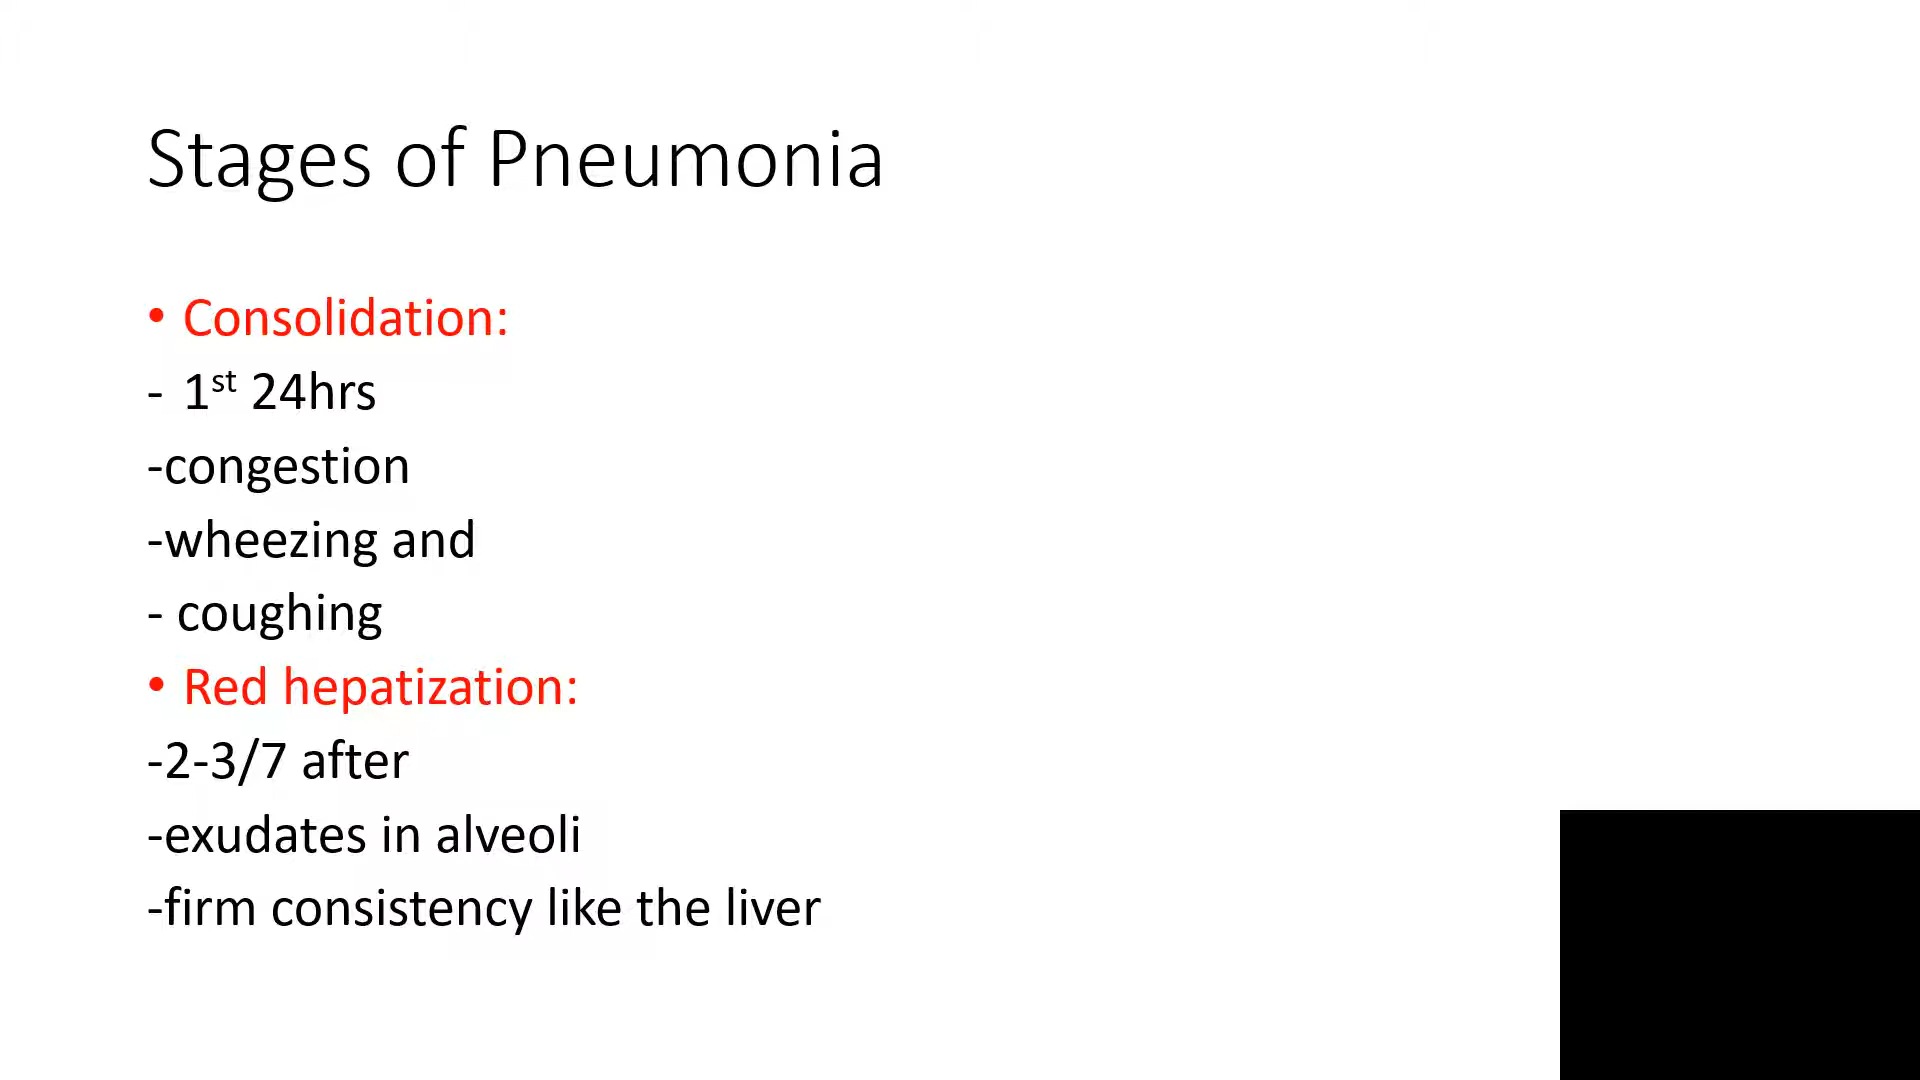 Stages of Pneumonia
• Consolidation:
- 1st 24hrs
-congestion
-wheezing and
- coughing
• Red hepatization:
-2-3/7 after
-exudates in alveoli
-firm consistency like the liver